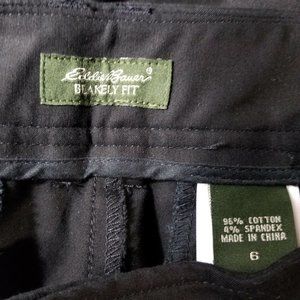 Eddie Bauer®
BLAKELY FIT
96% COTTON
4% SPANDEX
MADE IN CHINA
6